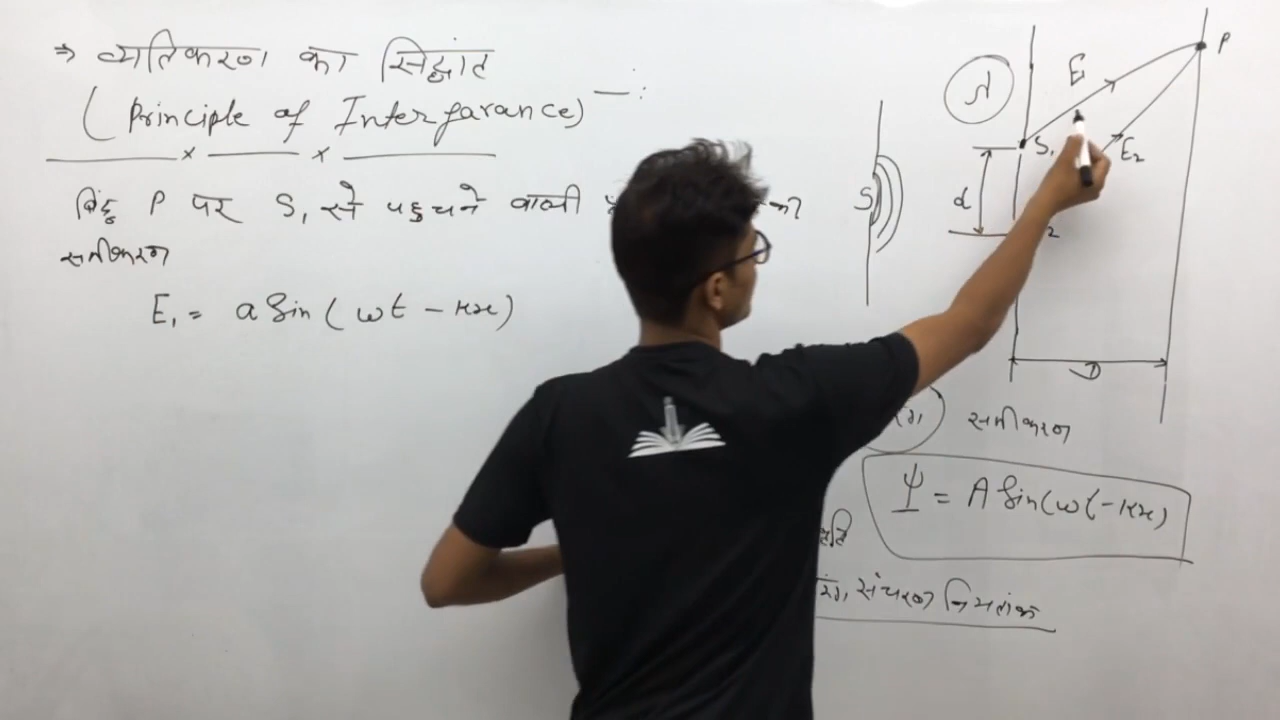 ⇒ व्यतिकरण का सिद्धांत
(Principle of Interfarance) —:
बिंदु P पर S₁ से पहुचने वाली की
समीकरण
E₁ = a Sin(ωt - kx)
P
E
S₁
E₂
d
S
2
D
समीकरण
Ψ = A Sin(ωt - kx)
संचरण नियतांक